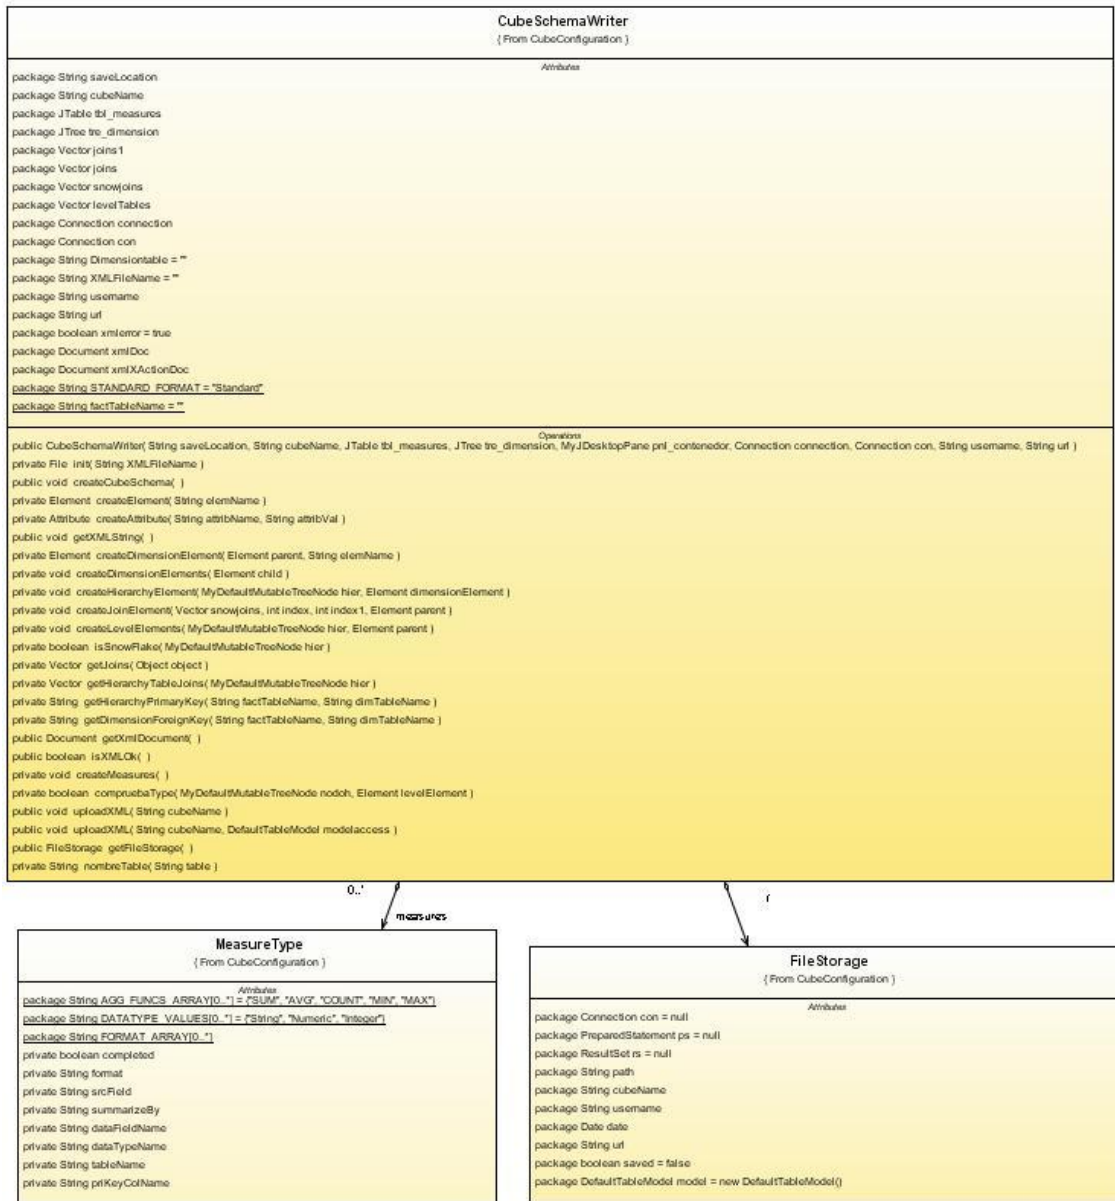 CubeSchemaWriter
{ From CubeConfiguration }
Attributes
package String saveLocation
package String cubeName
package JTable tbl_measures
package JTree tre_dimension
package Vector joins1
package Vector joins
package Vector snowjoins
package Vector levelTables
package Connection connection
package Connection con
package String Dimensiontable = ""
package String XMLFileName = ""
package String username
package String url
package boolean xmlerror = true
package Document xmlDoc
package Document xmlXActionDoc
package String STANDARD_FORMAT = "Standard"
package String factTableName = ""
Operations
public CubeSchemaWriter( String saveLocation, String cubeName, JTable tbl_measures, JTree tre_dimension, MyJDesktopPane pnl_contenedor, Connection connection, Connection con, String username, String url )
private File init( String XMLFileName )
public void createCubeSchema( )
private Element createElement( String elemName )
private Attribute createAttribute( String attribName, String attribVal )
public void getXMLString( )
private Element createDimensionElement( Element parent, String elemName )
private void createDimensionElements( Element child )
private void createHierarchyElement( MyDefaultMutableTreeNode hier, Element dimensionElement )
private void createJoinElement( Vector snowjoins, int index, int index1, Element parent )
private void createLevelElements( MyDefaultMutableTreeNode hier, Element parent )
private boolean isSnowFlake( MyDefaultMutableTreeNode hier )
private Vector getJoins( Object object )
private Vector getHierarchyTableJoins( MyDefaultMutableTreeNode hier )
private String getHierarchyPrimaryKey( String factTableName, String dimTableName )
private String getDimensionForeignKey( String factTableName, String dimTableName )
public Document getXmlDocument( )
public boolean isXMLOk( )
private void createMeasures( )
private boolean compruebaType( MyDefaultMutableTreeNode nodoh, Element levelElement )
public void uploadXML( String cubeName )
public void uploadXML( String cubeName, DefaultTableModel modelaccess )
public FileStorage getFileStorage( )
private String nombreTable( String table )
0..*
measures
MeasureType
{ From CubeConfiguration }
Attributes
package String AGG_FUNCS_ARRAY[0..*] = {"SUM", "AVG", "COUNT", "MIN", "MAX"}
package String DATATYPE_VALUES[0..*] = {"String", "Numeric", "Integer"}
package String FORMAT_ARRAY[0..*]
private boolean completed
private String format
private String srcField
private String summarizeBy
private String dataFieldName
private String dataTypeName
private String tableName
private String priKeyColName
FileStorage
{ From CubeConfiguration }
Attributes
package Connection con = null
package PreparedStatement ps = null
package ResultSet rs = null
package String path
package String cubeName
package String username
package Date date
package String url
package boolean saved = false
package DefaultTableModel model = new DefaultTableModel()